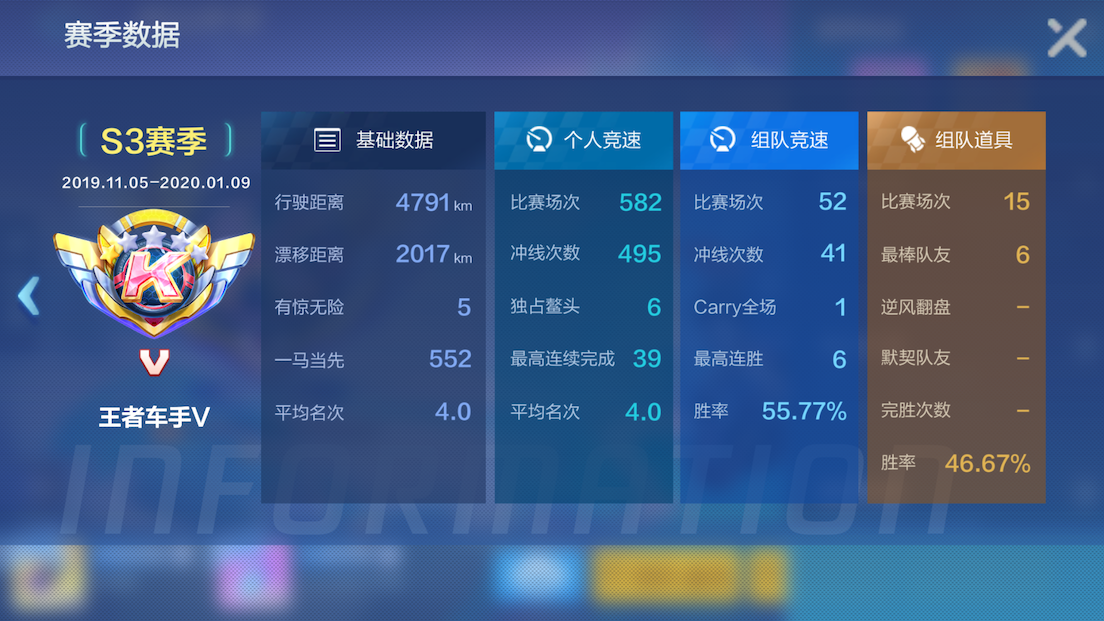 赛季数据
S3赛季
2019.11.05-2020.01.09
K
V
王者车手V
基础数据
行驶距离 4791km
漂移距离 2017km
有惊无险 5
一马当先 552
平均名次 4.0
个人竞速
比赛场次 582
冲线次数 495
独占鳌头 6
最高连续完成 39
平均名次 4.0
组队竞速
比赛场次 52
冲线次数 41
Carry全场 1
最高连胜 6
胜率 55.77%
组队道具
比赛场次 15
最棒队友 6
逆风翻盘 –
默契队友 –
完胜次数 –
胜率 46.67%
INFORMATION